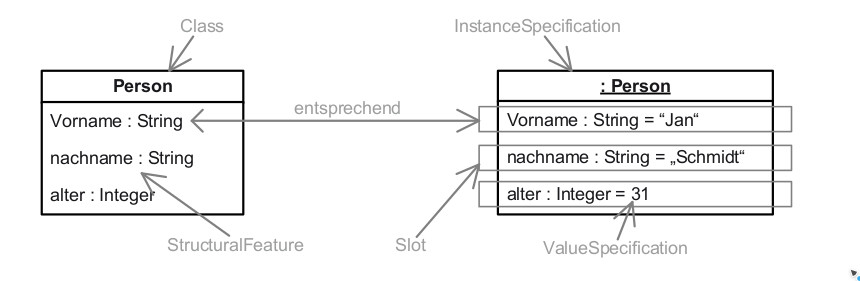 Class
InstanceSpecification
Person
: Person
entsprechend
Vorname : String
Vorname : String = “Jan“
nachname : String
nachname : String = „Schmidt“
alter : Integer
alter : Integer = 31
StructuralFeature
Slot
ValueSpecification